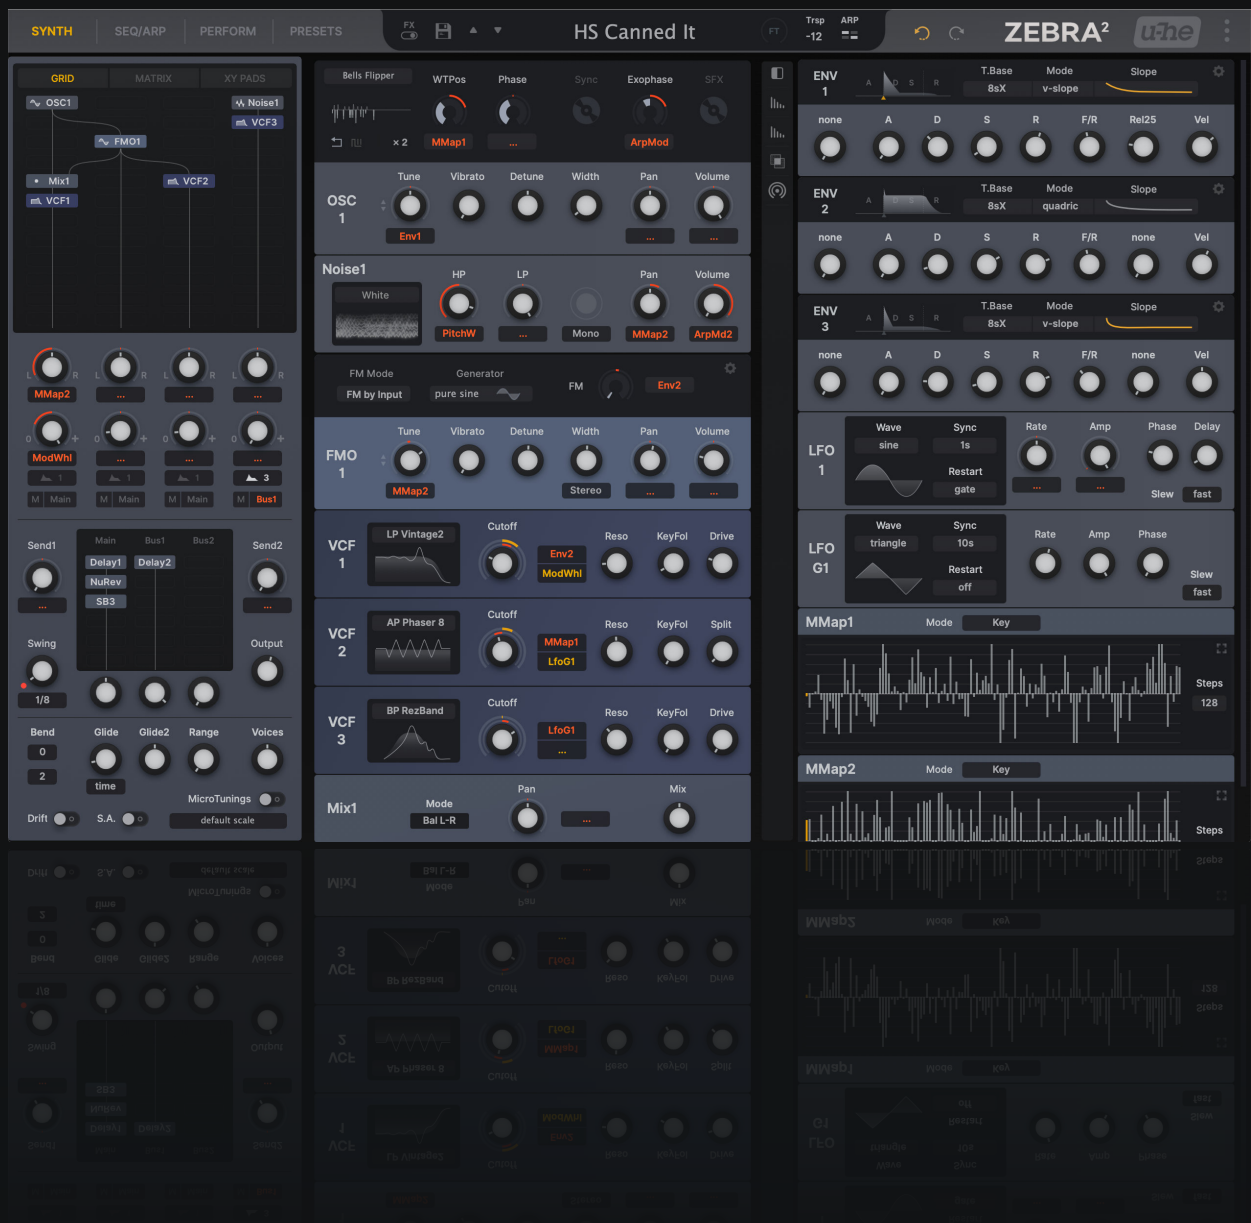 SYNTH SEQ/ARP PERFORM PRESETS
FX
HS Canned It
FT
Trsp
-12
ARP
ZEBRA2
u-he
GRID MATRIX XY PADS
OSC1
Noise1
VCF3
FMO1
Mix1
VCF2
VCF1
L R L R L R L R
MMap2 ... ... ...
0 + 0 + 0 + 0 +
ModWhl ... ... ...
1 1 1 3
M Main M Main M Main M Bus1
Send1
Main Bus1 Bus2
Send2
Delay1 Delay2
NuRev
SB3
... ...
Swing
Output
1/8
Bend Glide Glide2 Range Voices
0
2
time
MicroTunings
Drift S.A.
default scale
Bells Flipper
WTPos Phase Sync Exophase SFX
x 2
MMap1 ... ArpMod
OSC
1
Tune Vibrato Detune Width Pan Volume
Env1 ... ...
Noise1
White
HP LP Pan Volume
PitchW ... Mono MMap2 ArpMd2
FM Mode
FM by Input
Generator
pure sine
FM
Env2
FMO
1
Tune Vibrato Detune Width Pan Volume
MMap2 Stereo ... ...
VCF
1
LP Vintage2
Cutoff
Env2
ModWhl
Reso KeyFol Drive
VCF
2
AP Phaser 8
Cutoff
MMap1
LfoG1
Reso KeyFol Split
VCF
3
BP RezBand
Cutoff
LfoG1
...
Reso KeyFol Drive
Mix1
Mode
Bal L-R
Pan
...
Mix
ENV
1
A D S R
T.Base
8sX
Mode
v-slope
Slope
none A D S R F/R Rel25 Vel
ENV
2
A D S R
T.Base
8sX
Mode
quadric
Slope
none A D S R F/R none Vel
ENV
3
A D S R
T.Base
8sX
Mode
v-slope
Slope
none A D S R F/R none Vel
LFO
1
Wave
sine
Sync
1s
Restart
gate
Rate Amp Phase Delay
... ...
Slew fast
LFO
G1
Wave
triangle
Sync
10s
Restart
off
Rate Amp Phase
Slew
fast
MMap1 Mode Key
Steps
128
MMap2 Mode Key
Steps